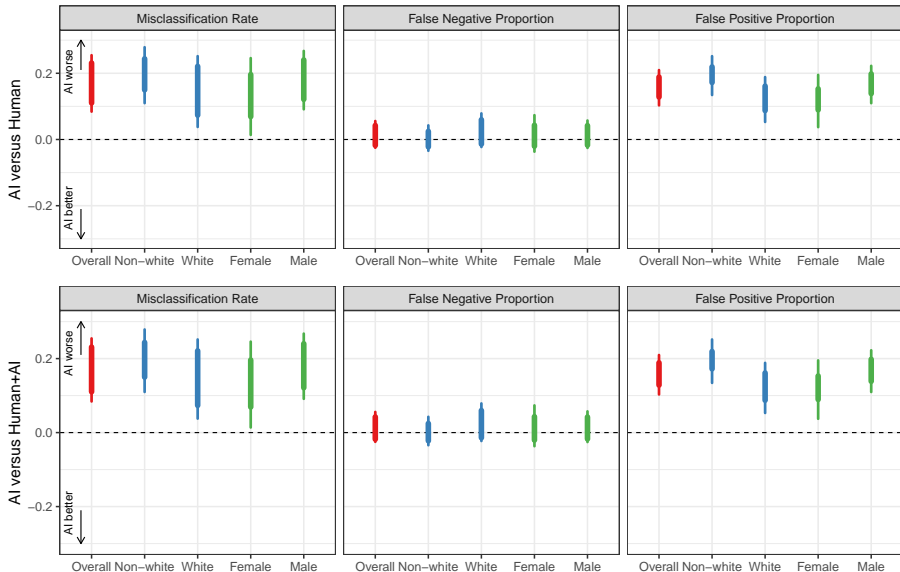 Misclassification Rate False Negative Proportion False Positive Proportion
AI versus Human
AI worse
AI better
0.2
0.0
−0.2
Overall Non−white White Female Male Overall Non−white White Female Male Overall Non−white White Female Male
Misclassification Rate False Negative Proportion False Positive Proportion
AI versus Human+AI
AI worse
AI better
0.2
0.0
−0.2
Overall Non−white White Female Male Overall Non−white White Female Male Overall Non−white White Female Male